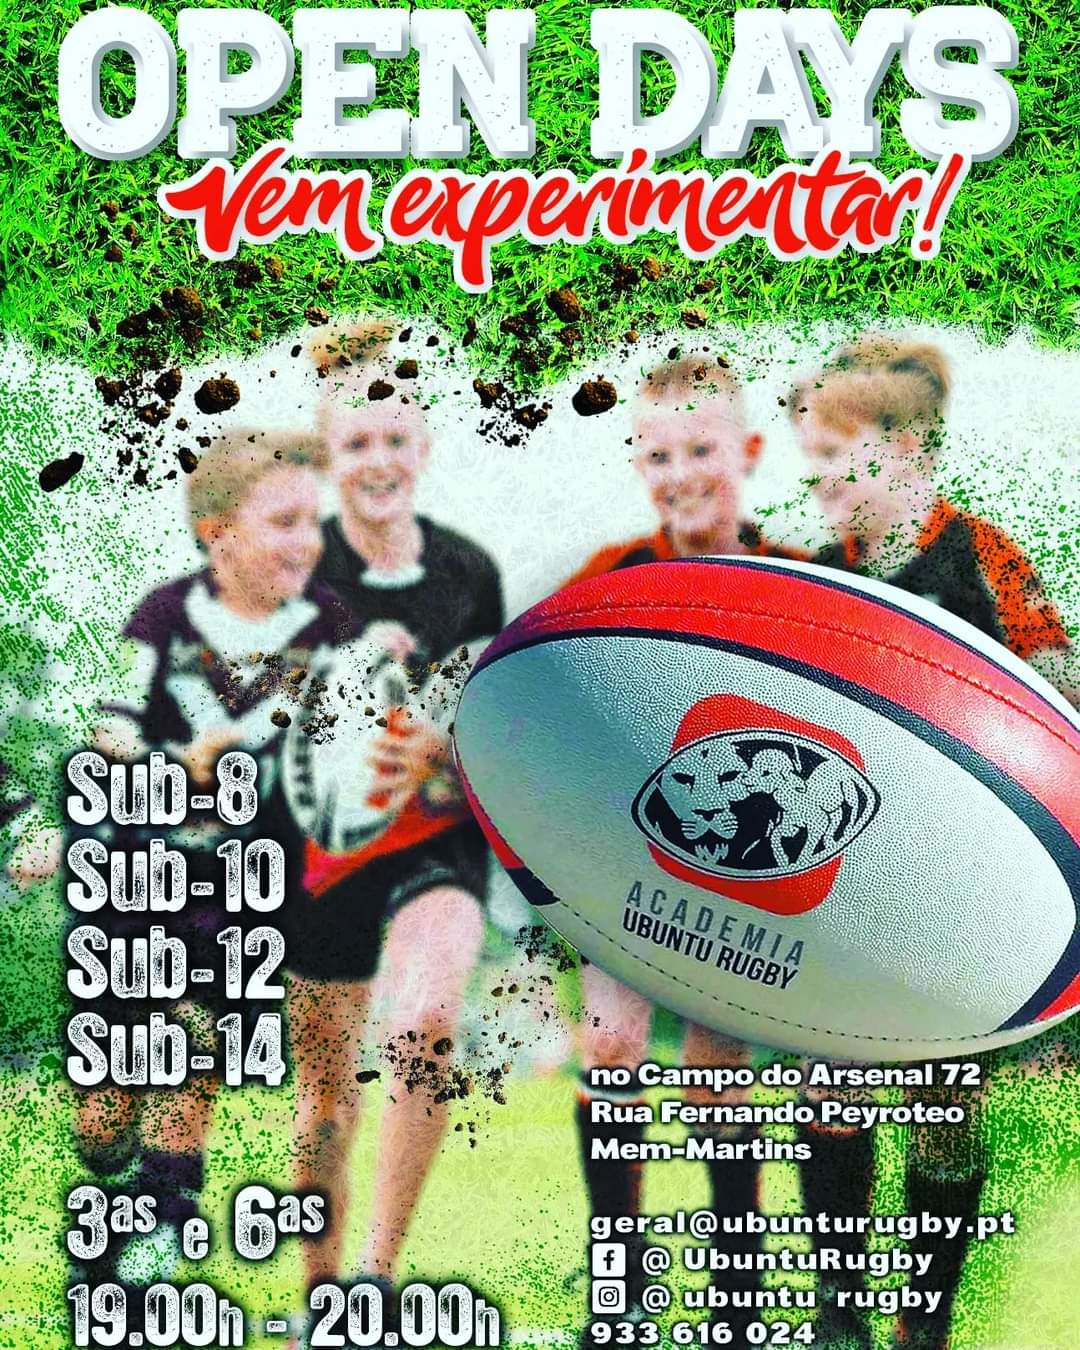 OPEN DAYS
Vem experimentar!
ACADEMIA
UBUNTU RUGBY
Sub-8
Sub-10
Sub-12
Sub-14
3as e 6as
19.00h - 20.00h
no Campo do Arsenal 72
Rua Fernando Peyroteo
Mem-Martins
geral@ubunturugby.pt
@ UbuntuRugby
@ ubuntu rugby
933 616 024